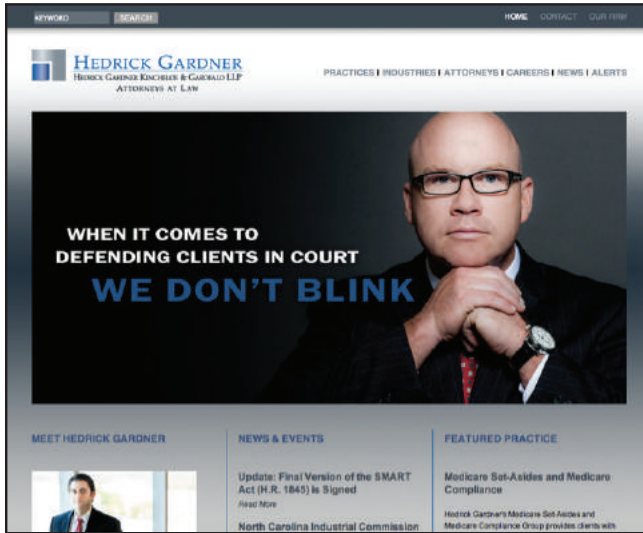 KEYWORD
SEARCH
HOME CONTACT OUR FIRM
HEDRICK GARDNER
HEDRICK GARDNER KINCHELOE & GAROFALO LLP
ATTORNEYS AT LAW
PRACTICES I INDUSTRIES I ATTORNEYS I CAREERS I NEWS I ALERTS
WHEN IT COMES TO
DEFENDING CLIENTS IN COURT
WE DON'T BLINK
MEET HEDRICK GARDNER
NEWS & EVENTS
Update: Final Version of the SMART
Act (H.R. 1845) is Signed
Read More
North Carolina Industrial Commission
FEATURED PRACTICE
Medicare Set-Asides and Medicare
Compliance
Hedrick Gardner's Medicare Set-Asides and
Medicare Compliance Group provides clients with